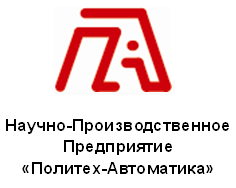 Научно-Производственное
Предприятие
«Политех-Автоматика»